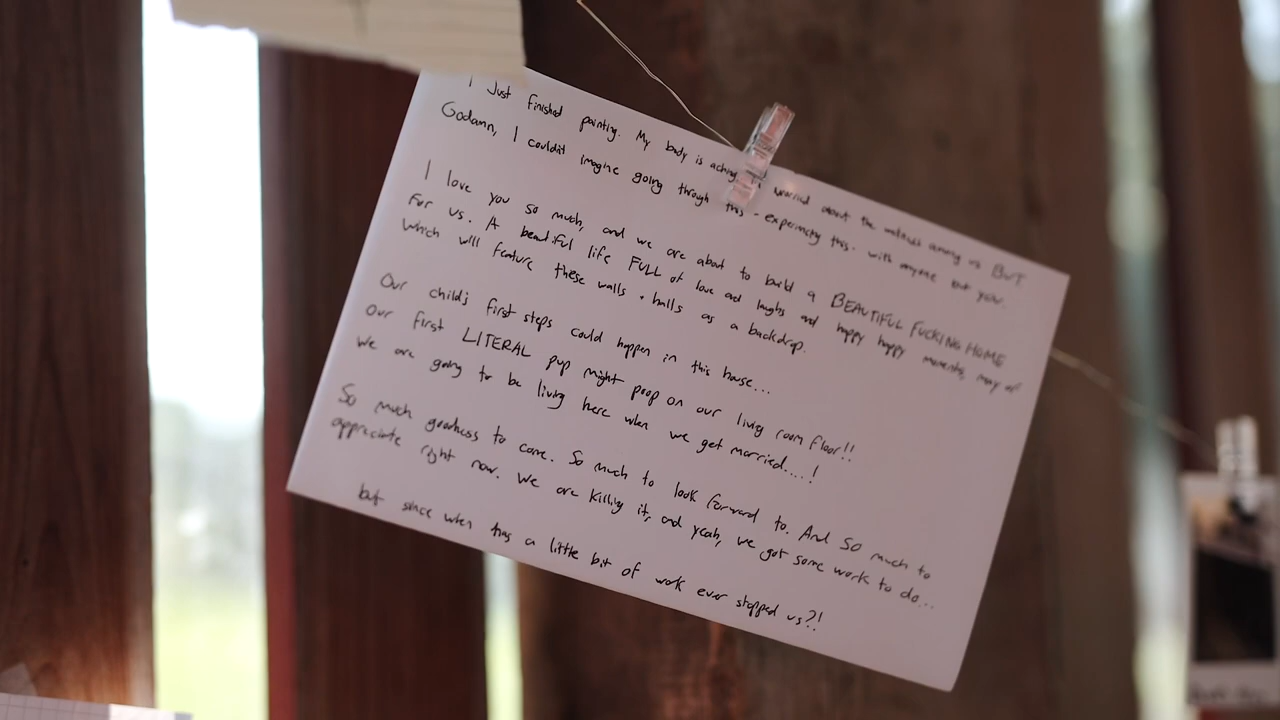 I Just finished painting. My body is aching worried about the wellness among us BUT
Godamn, I couldn't imagine going through this - experincing this - with anyone but you.
I love you so much, and we are about to build a BEAUTIFUL FUCKING HOME
for us. A beautiful life FULL of love and laughs and happy happy moments, many of
which will feature these walls + halls as a backdrop.
Our child's first steps could happen in this house...
Our first LITERAL pup might poop on our living room floor!!
We are going to be living here when we get married....!
So much goodness to come. So much to look forward to. And SO much to
appreciate right now. We are killing it, and yeah, we got some work to do...
but since when has a little bit of work ever stopped us?!